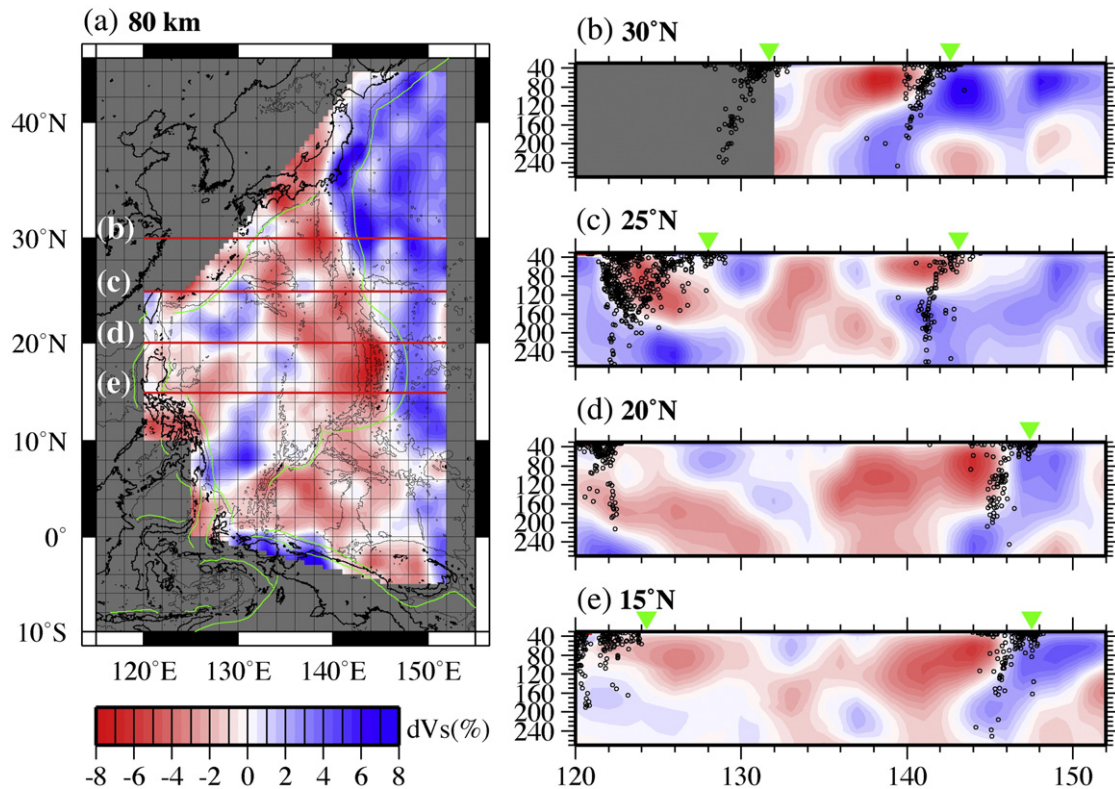 (a) 80 km
40°N
30°N
20°N
10°N
0°
10°S
(b)
(c)
(d)
(e)
120°E 130°E 140°E 150°E
dVs(%)
-8 -6 -4 -2 0 2 4 6 8
(b) 30°N
40
80
120
160
200
240
(c) 25°N
40
80
120
160
200
240
(d) 20°N
40
80
120
160
200
240
(e) 15°N
40
80
120
160
200
240
120 130 140 150